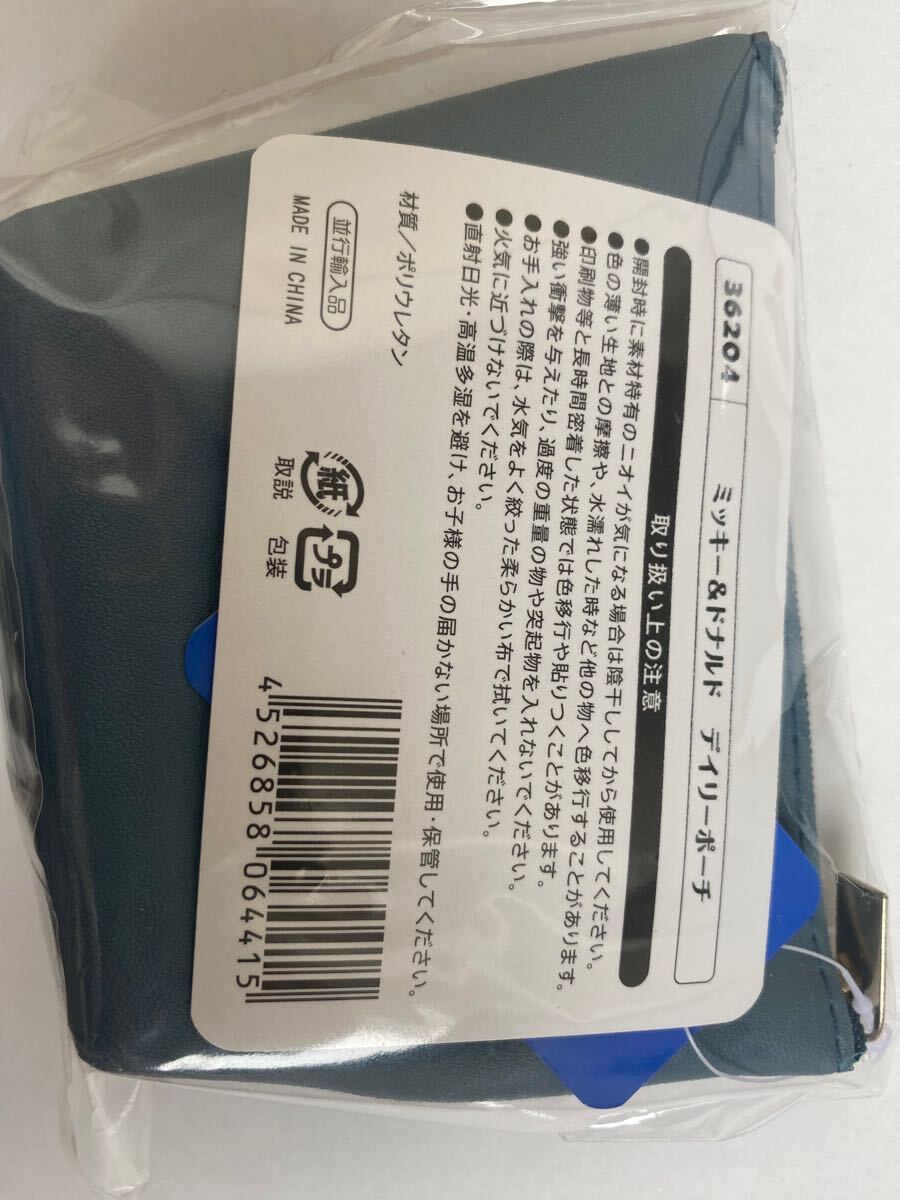 36204 ミッキー&ドナルド デイリーポーチ
取り扱い上の注意
●開封時に素材特有のニオイが気になる場合は陰干ししてから使用してください。
●色の薄い生地との摩擦や、水濡れした時など他の物へ色移行することがあります。
●印刷物等と長時間密着した状態では色移行や貼りつくことがあります。
●強い衝撃を与えたり、過度の重量の物や突起物を入れないでください。
●お手入れの際は、水気をよく絞った柔らかい布で拭いてください。
●火気に近づけないでください。
●直射日光・高温多湿を避け、お子様の手の届かない場所で使用・保管してください。
材質／ポリウレタン
並行輸入品
MADE IN CHINA
紙
取説
プラ
包装
4526858064415